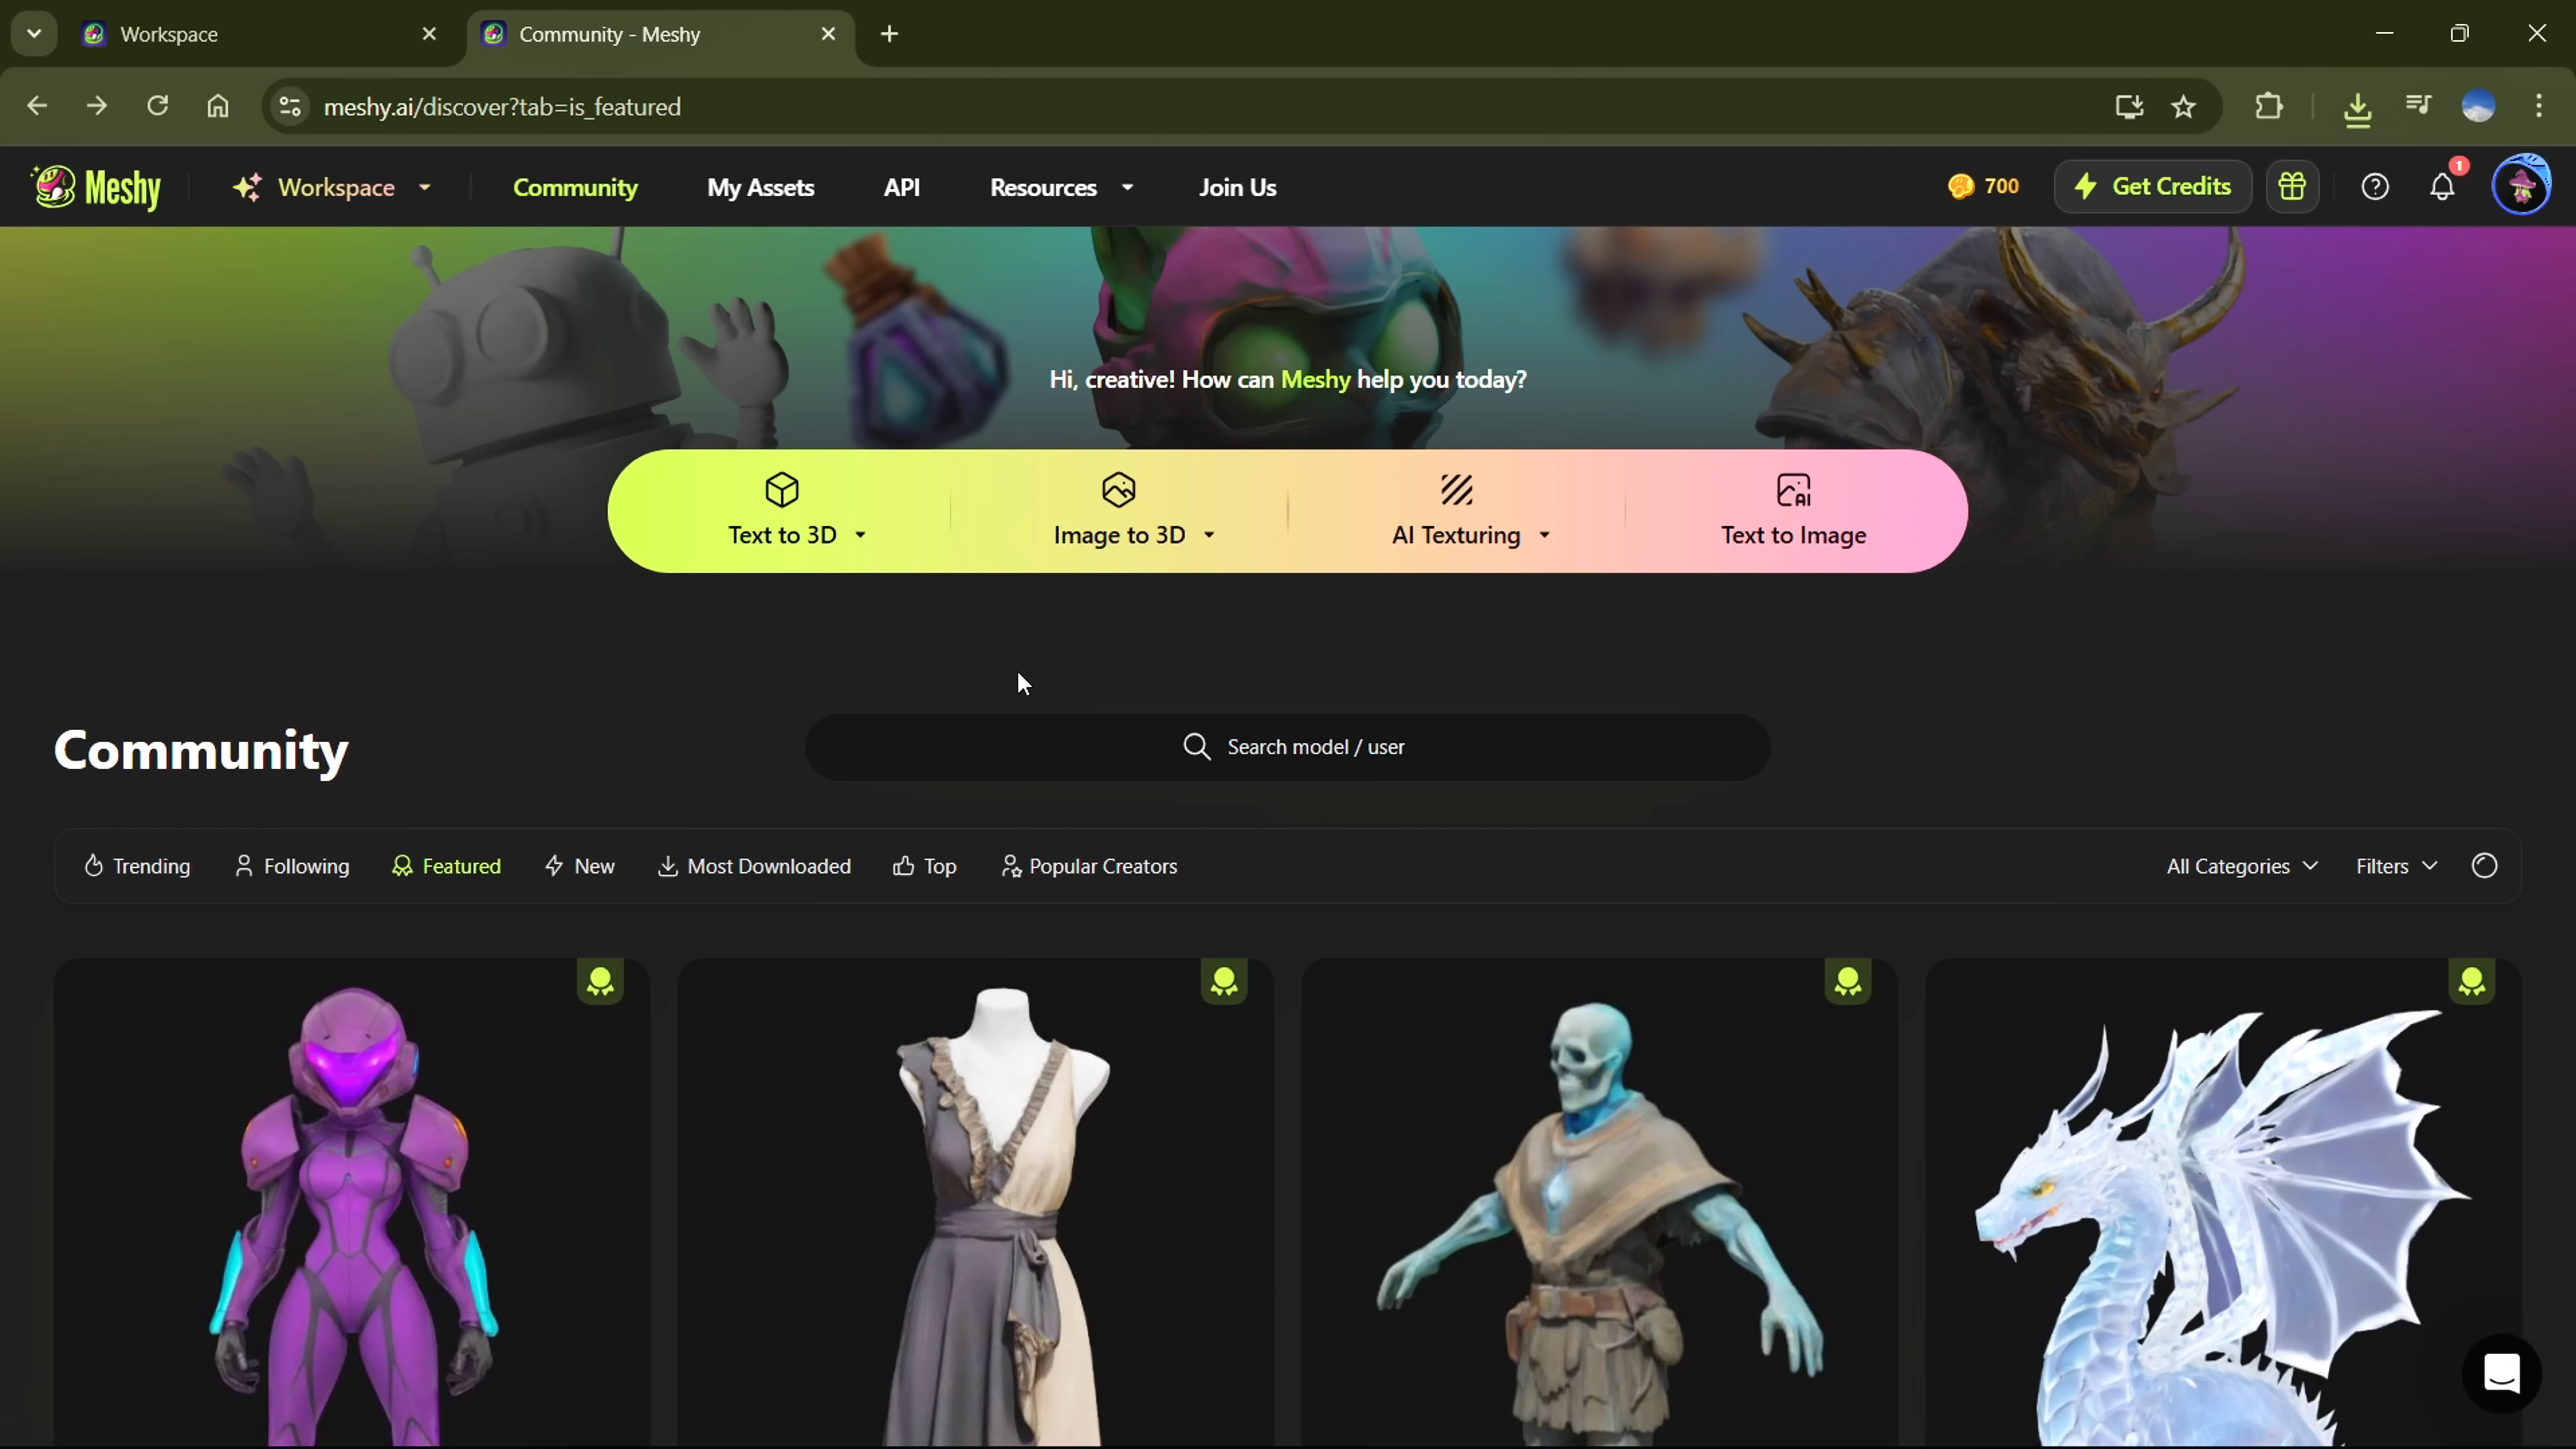 Workspace
Community - Meshy
meshy.ai/discover?tab=is_featured
Meshy
Workspace
Community
My Assets
API
Resources
Join Us
700
Get Credits
1
Hi, creative! How can Meshy help you today?
Text to 3D
Image to 3D
AI Texturing
AI
Text to Image
Community
Search model / user
Trending
Following
Featured
New
Most Downloaded
Top
Popular Creators
All Categories
Filters